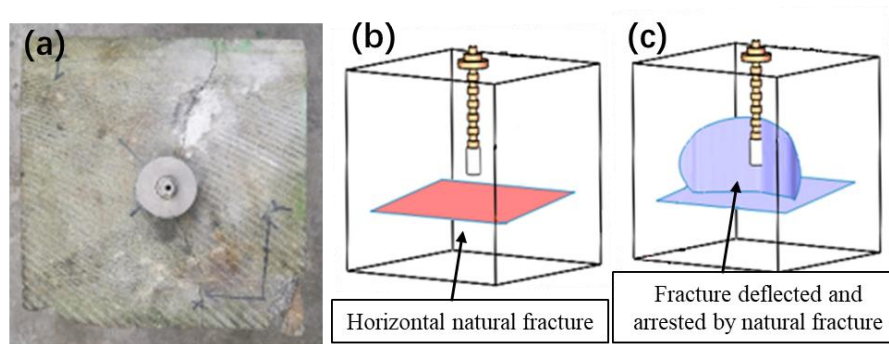 (a)
(b)
(c)
Horizontal natural fracture
Fracture deflected and
arrested by natural fracture